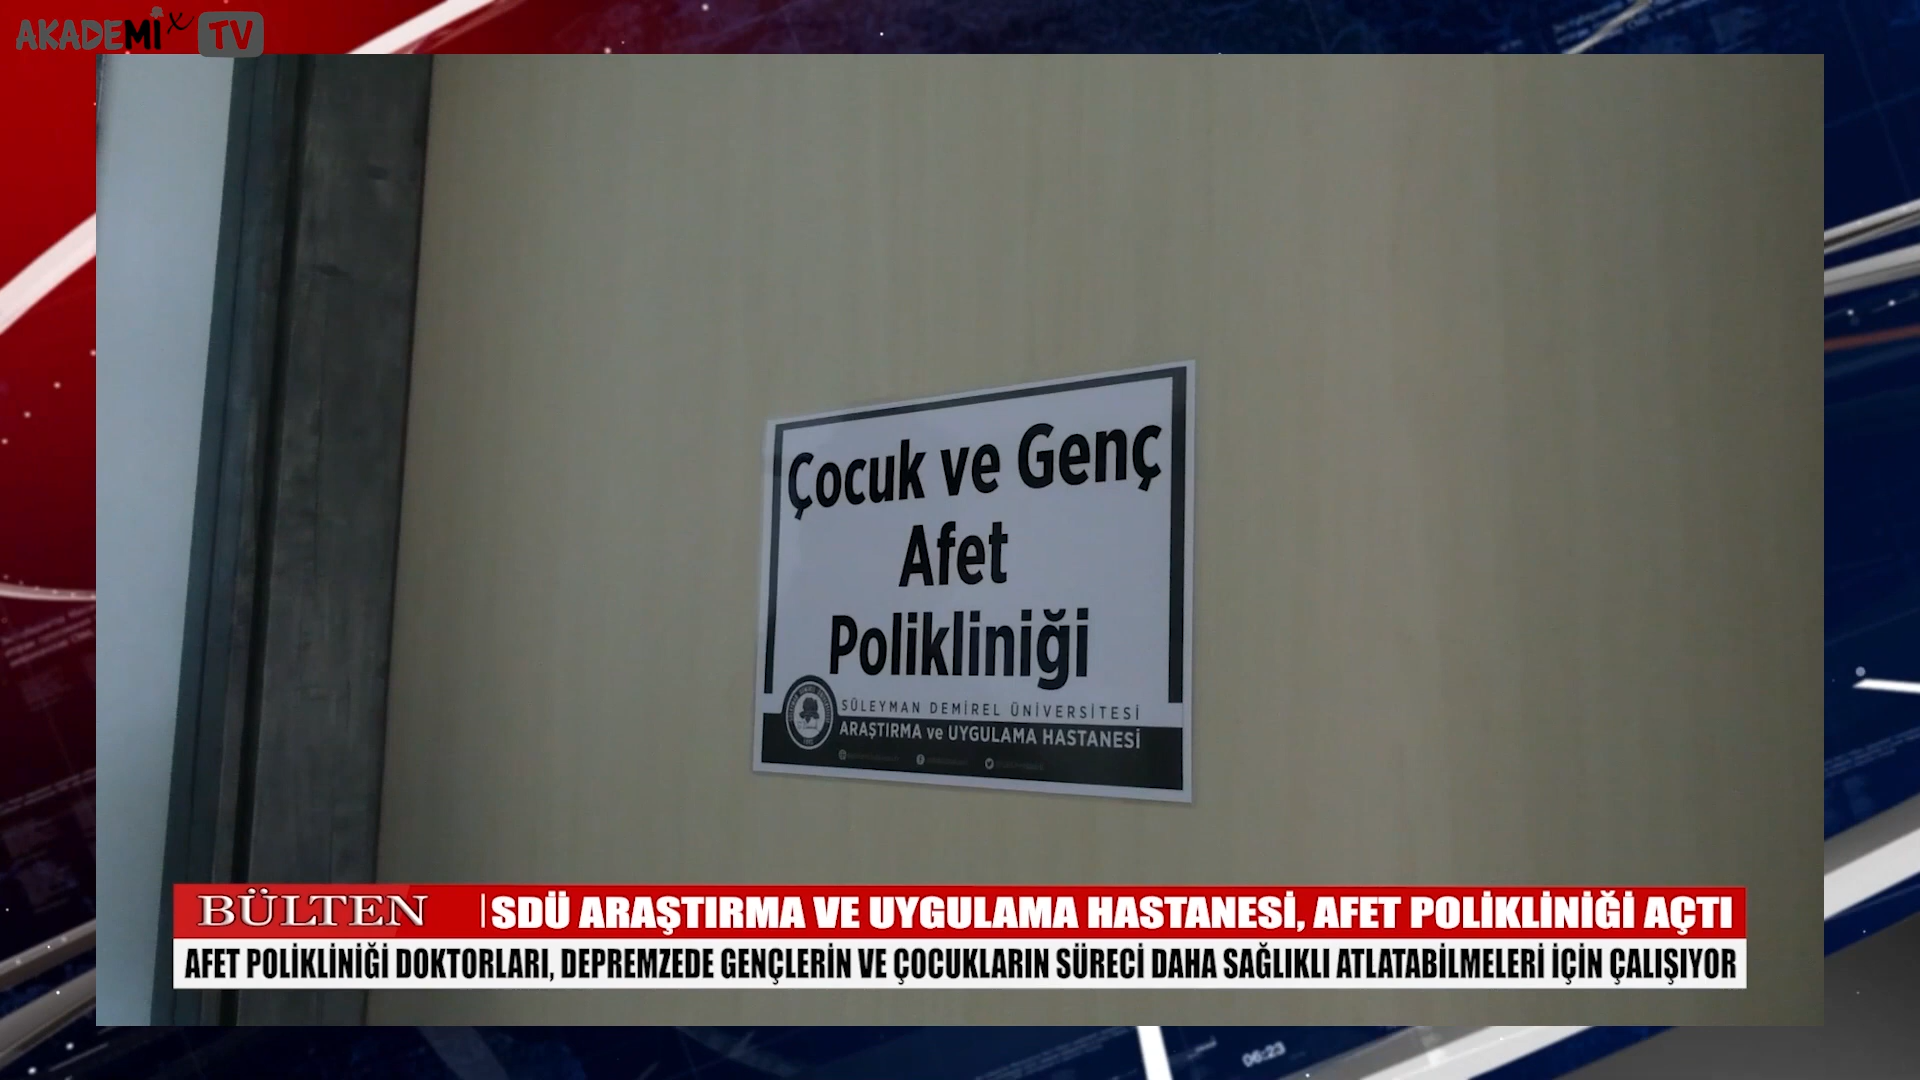 AKADEMİX TV
Çocuk ve Genç
Afet
Polikliniği
SÜLEYMAN DEMİREL ÜNİVERSİTESİ
ARAŞTIRMA ve UYGULAMA HASTANESİ
BÜLTEN
SDÜ ARAŞTIRMA VE UYGULAMA HASTANESİ, AFET POLİKLİNİĞİ AÇTI
AFET POLİKLİNİĞİ DOKTORLARI, DEPREMZEDE GENÇLERİN VE ÇOCUKLARIN SÜRECİ DAHA SAĞLIKLI ATLATABİLMELERİ İÇİN ÇALIŞIYOR
06:23